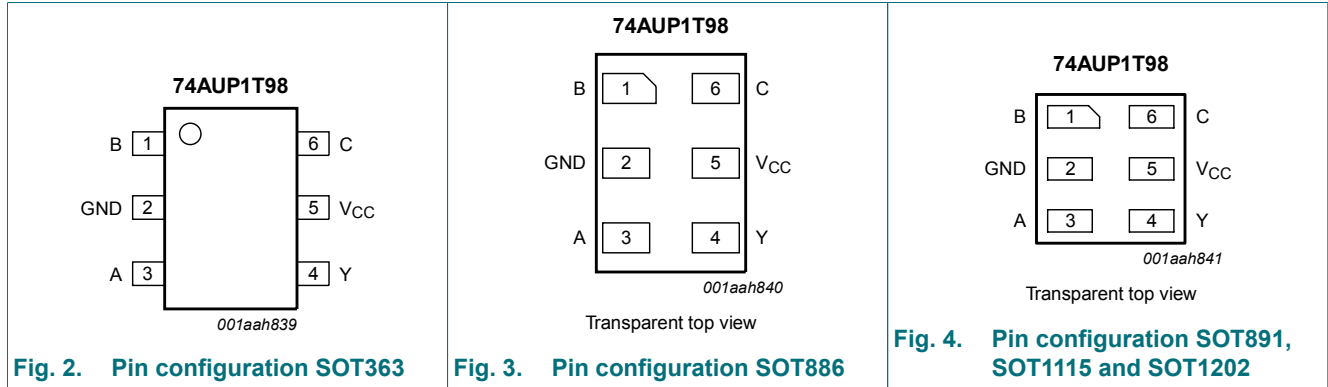 74AUP1T98
B 1 6 C
GND 2 5 VCC
A 3 4 Y
001aah839
Fig. 2. Pin configuration SOT363
74AUP1T98
B 1 6 C
GND 2 5 VCC
A 3 4 Y
001aah840
Transparent top view
Fig. 3. Pin configuration SOT886
74AUP1T98
B 1 6 C
GND 2 5 VCC
A 3 4 Y
001aah841
Transparent top view
Fig. 4. Pin configuration SOT891,
SOT1115 and SOT1202